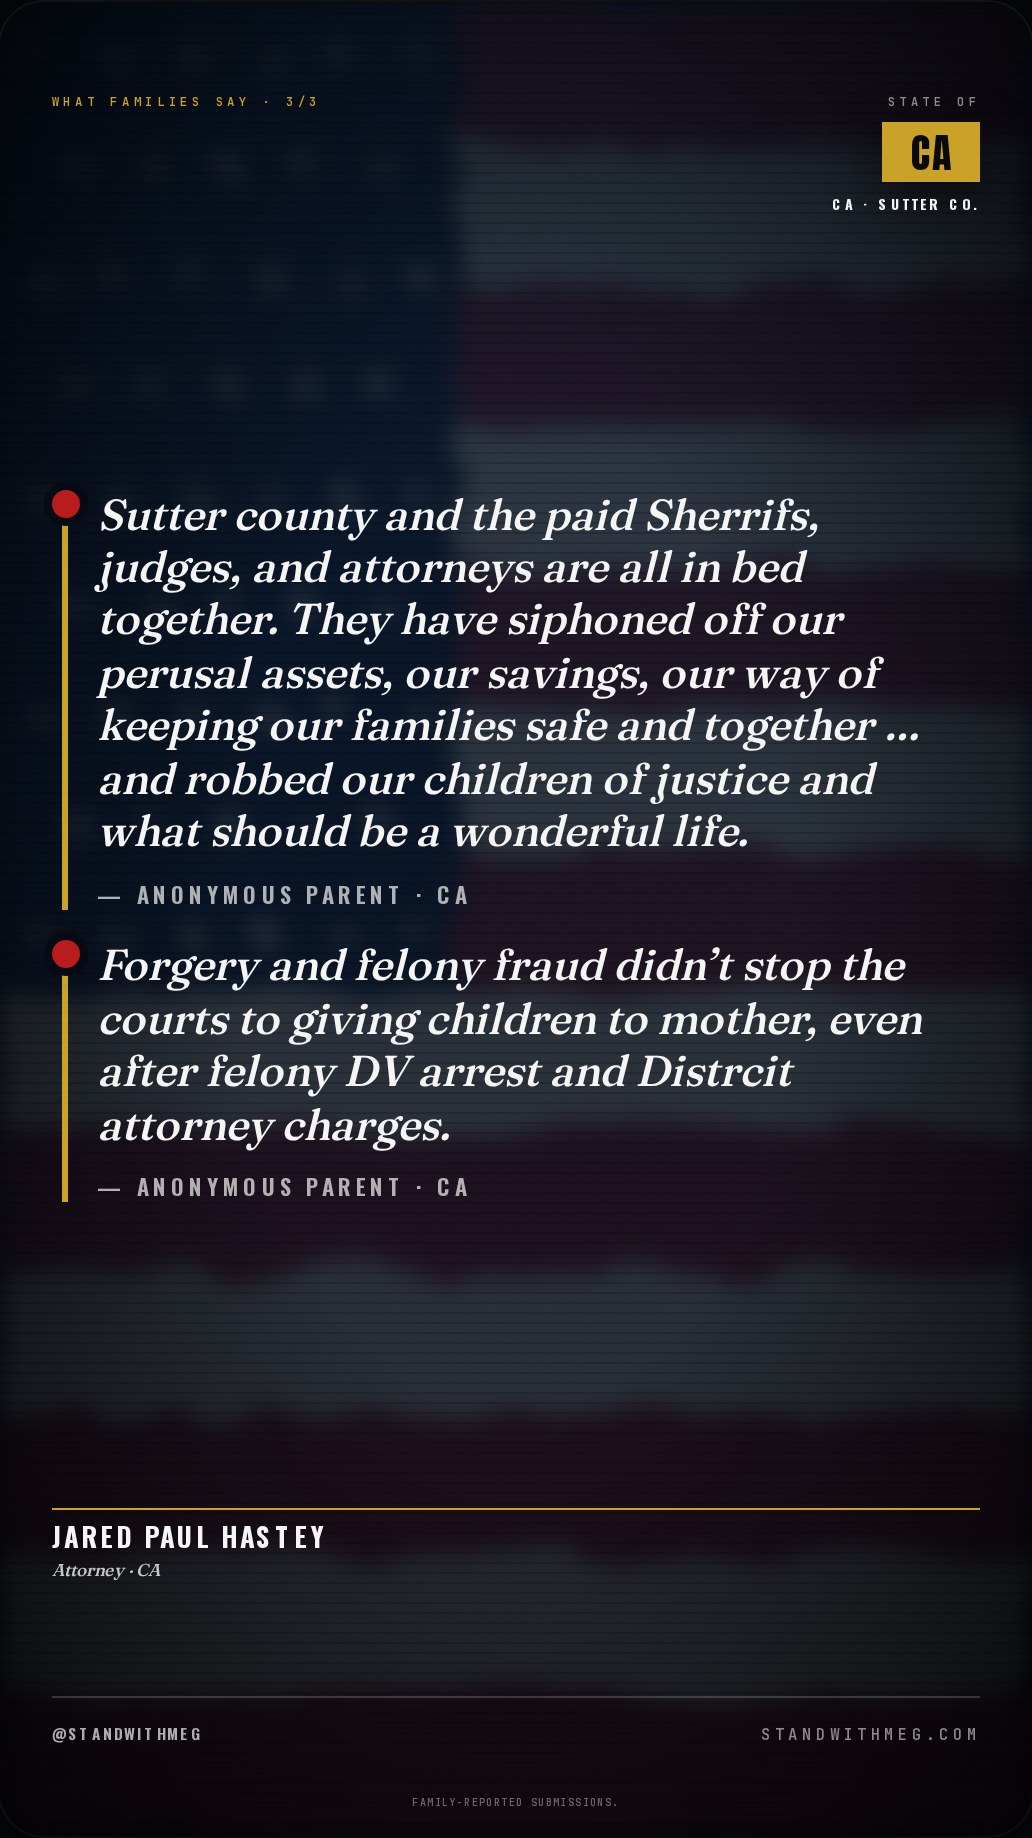 WHAT FAMILIES SAY · 3/3
STATE OF
CA
CA · SUTTER CO.
Sutter county and the paid Sherrifs,
judges, and attorneys are all in bed
together. They have siphoned off our
perusal assets, our savings, our way of
keeping our families safe and together ...
and robbed our children of justice and
what should be a wonderful life.
— ANONYMOUS PARENT · CA
Forgery and felony fraud didn’t stop the
courts to giving children to mother, even
after felony DV arrest and Distrcit
attorney charges.
— ANONYMOUS PARENT · CA
JARED PAUL HASTEY
Attorney · CA
@STANDWITHMEG
STANDWITHMEG.COM
FAMILY-REPORTED SUBMISSIONS.